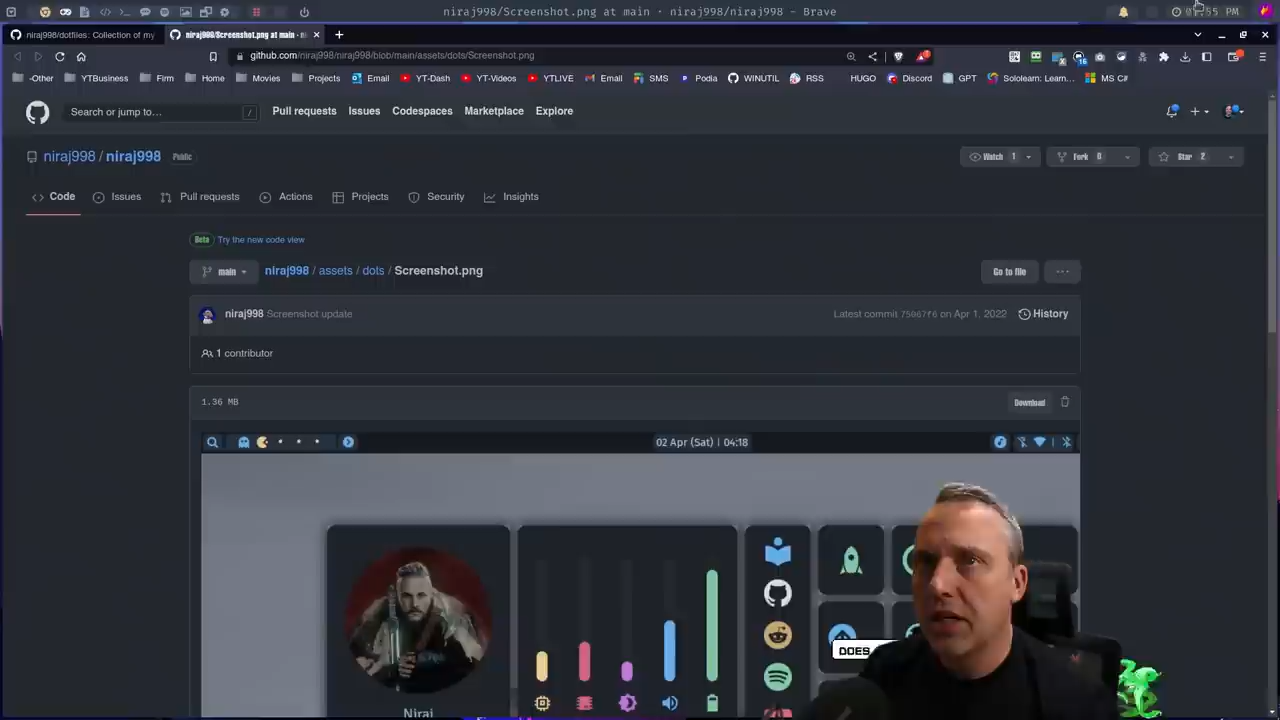 niraj998/Screenshot.png at main · niraj998/niraj998 - Brave
niraj998/dotfiles: Collection of my
niraj998/Screenshot.png at main · n
github.com/niraj998/niraj998/blob/main/assets/dots/Screenshot.png
-Other YTBusiness Firm Home Movies Projects Email YT-Dash YT-Videos YTLIVE Email SMS Podia WINUTIL RSS HUGO Discord GPT Sololearn: Learn... MS C#
Search or jump to... / Pull requests Issues Codespaces Marketplace Explore
niraj998 / niraj998 Public Watch 1 Fork 0 Star 2
Code Issues Pull requests Actions Projects Security Insights
Beta Try the new code view
main niraj998 / assets / dots / Screenshot.png Go to file ...
niraj998 Screenshot update Latest commit 75067f6 on Apr 1, 2022 History
1 contributor
1.36 MB Download
02 Apr (Sat) | 04:18
DOES
Niraj